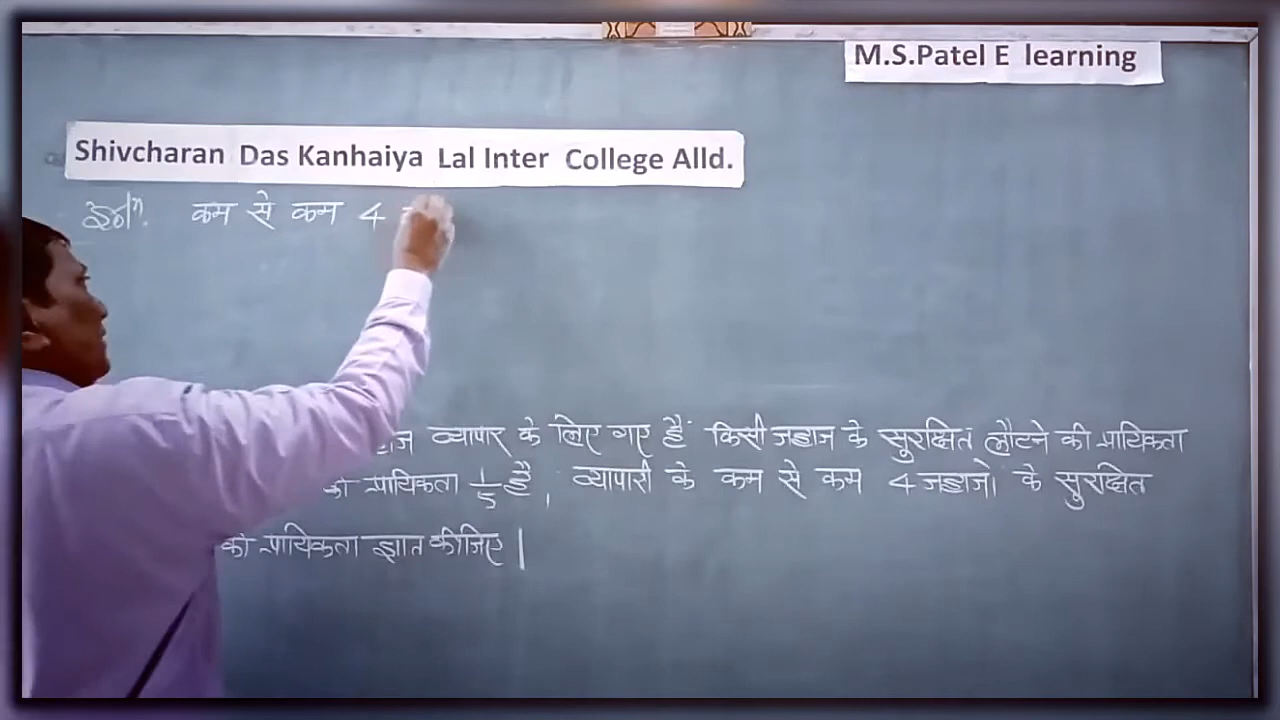 M.S.Patel E learning
Shivcharan Das Kanhaiya Lal Inter College Alld.
कम से कम 4
व्यापार के लिए गए हैं किसी जहाज के सुरक्षित लौटने की प्रायिकता
की प्रायिकता 1/5 है, व्यापारी के कम से कम 4 जहाजों के सुरक्षित
की प्रायिकता ज्ञात कीजिए |